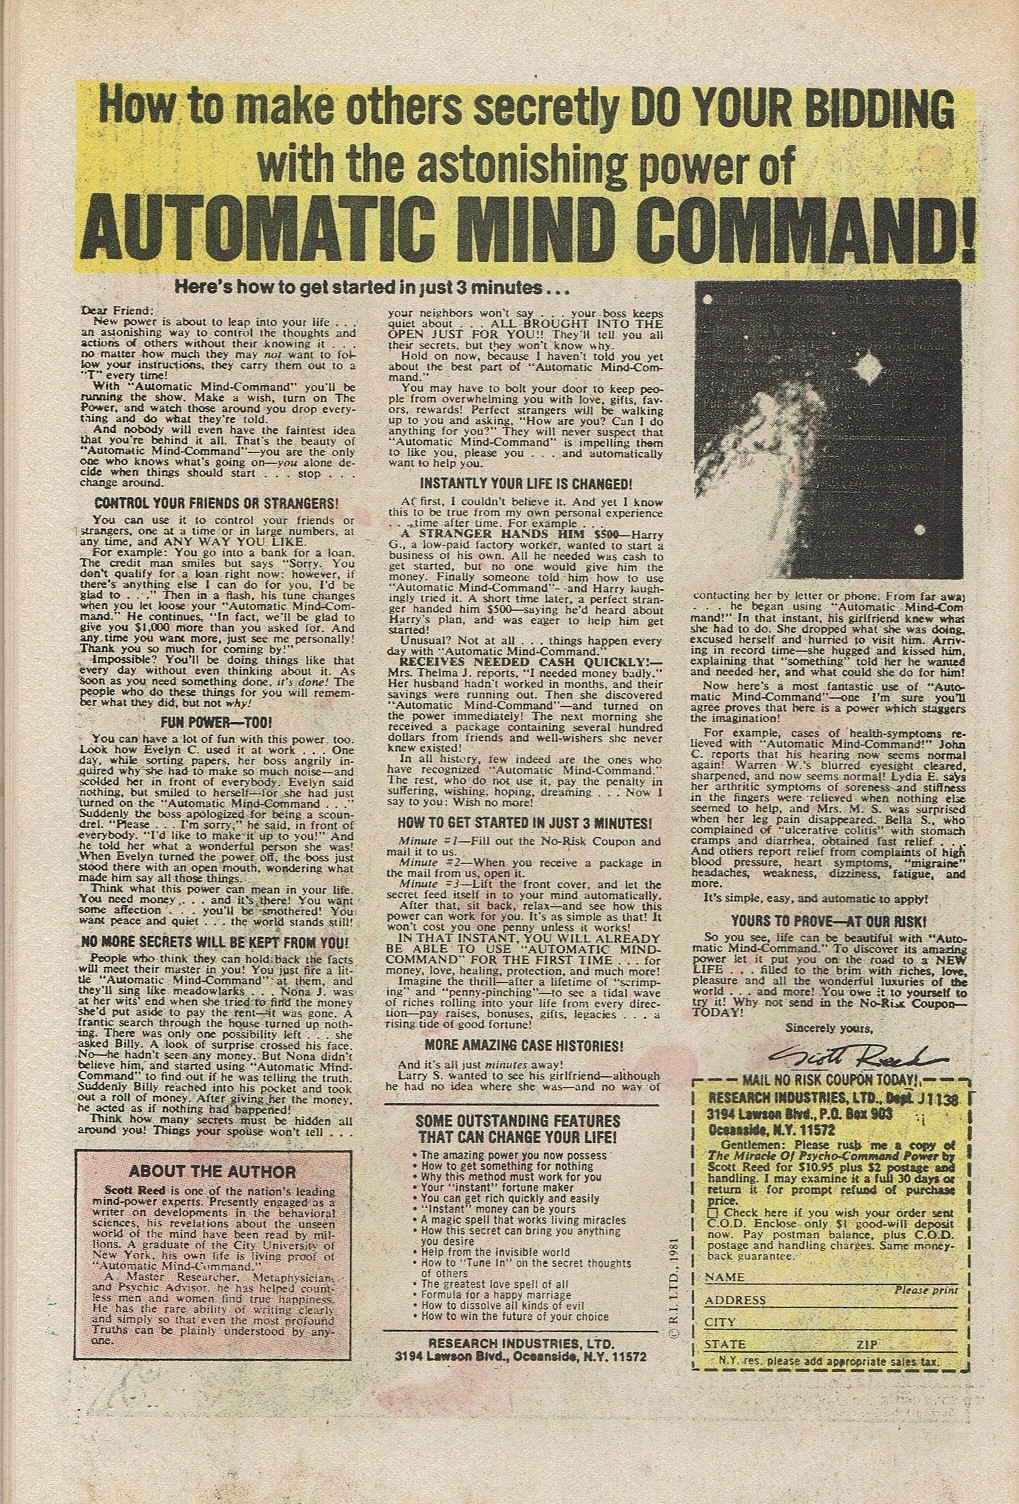 How to make others secretly DO YOUR BIDDING
with the astonishing power of
AUTOMATIC MIND COMMAND!
Here's how to get started in just 3 minutes . . .
Dear Friend:
New power is about to leap into your life . . .
an astonishing way to control the thoughts and
actions of others without their knowing it . . .
no matter how much they may not want to fol-
low your instructions, they carry them out to a
"T" every time!
With "Automatic Mind-Command" you'll be
running the show. Make a wish, turn on The
Power, and watch those around you drop every-
thing and do what they're told.
And nobody will even have the faintest idea
that you're behind it all. That's the beauty of
"Automatic Mind-Command"—you are the only
one who knows what's going on—you alone de-
cide when things should start . . . stop . . .
change around.
CONTROL YOUR FRIENDS OR STRANGERS!
You can use it to control your friends or
strangers, one at a time or in large numbers, at
any time, and ANY WAY YOU LIKE.
For example: You go into a bank for a loan.
The credit man smiles but says "Sorry. You
don't qualify for a loan right now: however, if
there's anything else I can do for you, I'd be
glad to . . ." Then in a flash, his tune changes
when you let loose your "Automatic Mind-Com-
mand." He continues, "In fact, we'll be glad to
give you $1,000 more than you asked for. And
any time you want more, just see me personally!
Thank you so much for coming by!"
Impossible? You'll be doing things like that
every day without even thinking about it. As
soon as you need something done, it's done! The
people who do these things for you will remem-
ber what they did, but not why!
FUN POWER—TOO!
You can have a lot of fun with this power, too.
Look how Evelyn C. used it at work . . . One
day, while sorting papers, her boss angrily in-
quired why she had to make so much noise—and
scolded her in front of everybody. Evelyn said
nothing, but smiled to herself—for she had just
turned on the "Automatic Mind-Command . . ."
Suddenly the boss apologized for being a scoun-
drel. "Please . . . I'm sorry," he said, in front of
everybody. "I'd like to make it up to you!" And
he told her what a wonderful person she was!
When Evelyn turned the power off, the boss just
stood there with an open mouth, wondering what
made him say all those things.
Think what this power can mean in your life.
You need money . . . and it's there! You want
some affection . . . you'll be smothered! You
want peace and quiet . . . the world stands still!
NO MORE SECRETS WILL BE KEPT FROM YOU!
People who think they can hold back the facts
will meet their master in you! You just fire a lit-
tle "Automatic Mind-Command" at them, and
they'll sing like meadowlarks . . . Nona J. was
at her wits' end when she tried to find the money
she'd put aside to pay the rent—it was gone. A
frantic search through the house turned up noth-
ing. There was only one possibility left . . . she
asked Billy. A look of surprise crossed his face.
No—he hadn't seen any money. But Nona didn't
believe him, and started using "Automatic Mind-
Command" to find out if he was telling the truth.
Suddenly Billy reached into his pocket and took
out a roll of money. After giving her the money,
he acted as if nothing had happened!
Think how many secrets must be hidden all
around you! Things your spouse won't tell . . .
ABOUT THE AUTHOR
Scott Reed is one of the nation's leading
mind-power experts. Presently engaged as a
writer on developments in the behavioral
sciences, his revelations about the unseen
world of the mind have been read by mil-
lions. A graduate of the City University of
New York, his own life is living proof of
"Automatic Mind-Command."
A Master Researcher, Metaphysician,
and Psychic Advisor, he has helped count-
less men and women find true happiness.
He has the rare ability of writing clearly
and simply so that even the most profound
Truths can be plainly understood by any-
one.
your neighbors won't say . . . your boss keeps
quiet about . . . ALL BROUGHT INTO THE
OPEN JUST FOR YOU!! They'll tell you all
their secrets, but they won't know why.
Hold on now, because I haven't told you yet
about the best part of "Automatic Mind-Com-
mand."
You may have to bolt your door to keep peo-
ple from overwhelming you with love, gifts, fav-
ors, rewards! Perfect strangers will be walking
up to you and asking, "How are you? Can I do
anything for you?" They will never suspect that
"Automatic Mind-Command" is impelling them
to like you, please you . . . and automatically
want to help you.
INSTANTLY YOUR LIFE IS CHANGED!
At first, I couldn't believe it. And yet I know
this to be true from my own personal experience
. . . time after time. For example . . .
A STRANGER HANDS HIM $500—Harry
G., a low-paid factory worker, wanted to start a
business of his own. All he needed was cash to
get started, but no one would give him the
money. Finally someone told him how to use
"Automatic Mind-Command"--and Harry laugh-
ingly tried it. A short time later, a perfect stran-
ger handed him $500—saying he'd heard about
Harry's plan, and was eager to help him get
started!
Unusual? Not at all . . . things happen every
day with "Automatic Mind-Command."
RECEIVES NEEDED CASH QUICKLY!—
Mrs. Thelma J. reports, "I needed money badly."
Her husband hadn't worked in months, and their
savings were running out. Then she discovered
"Automatic Mind-Command"—and turned on
the power immediately! The next morning she
received a package containing several hundred
dollars from friends and well-wishers she never
knew existed!
In all history, few indeed are the ones who
have recognized "Automatic Mind-Command."
The rest, who do not use it, pay the penalty in
suffering, wishing, hoping, dreaming . . . Now I
say to you: Wish no more!
HOW TO GET STARTED IN JUST 3 MINUTES!
Minute #1—Fill out the No-Risk Coupon and
mail it to us.
Minute #2—When you receive a package in
the mail from us, open it.
Minute #3—Lift the front cover, and let the
secret feed itself in to your mind automatically.
After that, sit back, relax—and see how this
power can work for you. It's as simple as that! It
won't cost you one penny unless it works!
IN THAT INSTANT, YOU WILL ALREADY
BE ABLE TO USE "AUTOMATIC MIND-
COMMAND" FOR THE FIRST TIME . . . for
money, love, healing, protection, and much more!
Imagine the thrill—after a lifetime of "scrimp-
ing" and "penny-pinching"—to see a tidal wave
of riches rolling into your life from every direc-
tion—pay raises, bonuses, gifts, legacies . . . a
rising tide of good fortune!
MORE AMAZING CASE HISTORIES!
And it's all just minutes away!
Larry S. wanted to see his girlfriend—although
he had no idea where she was—and no way of
SOME OUTSTANDING FEATURES
THAT CAN CHANGE YOUR LIFE!
• The amazing power you now possess
• How to get something for nothing
• Why this method must work for you
• Your "instant" fortune maker
• You can get rich quickly and easily
• "Instant" money can be yours
• A magic spell that works living miracles
• How this secret can bring you anything
you desire
• Help from the invisible world
• How to "Tune In" on the secret thoughts
of others
• The greatest love spell of all
• Formula for a happy marriage
• How to dissolve all kinds of evil
• How to win the future of your choice
RESEARCH INDUSTRIES, LTD.
3194 Lawson Blvd., Oceanside, N.Y. 11572
© R.I. LTD., 1981
contacting her by letter or phone. From far away
. . . he began using "Automatic Mind-Com
mand!" In that instant, his girlfriend knew what
she had to do. She dropped what she was doing,
excused herself and hurried to visit him. Arriv-
ing in record time—she hugged and kissed him,
explaining that "something" told her he wanted
and needed her, and what could she do for him!
Now here's a most fantastic use of "Auto-
matic Mind-Command"—one I'm sure you'll
agree proves that here is a power which staggers
the imagination!
For example, cases of health-symptoms re-
lieved with "Automatic Mind-Command!" John
C. reports that his hearing now seems normal
again! Warren W.'s blurred eyesight cleared,
sharpened, and now seems normal! Lydia E. says
her arthritic symptoms of soreness and stiffness
in the fingers were relieved when nothing else
seemed to help, and Mrs. M. S. was surprised
when her leg pain disappeared. Bella S., who
complained of "ulcerative colitis" with stomach
cramps and diarrhea, obtained fast relief. . . .
And others report relief from complaints of high
blood pressure, heart symptoms, "migraine"
headaches, weakness, dizziness, fatigue, and
more.
It's simple, easy, and automatic to apply!
YOURS TO PROVE—AT OUR RISK!
So you see, life can be beautiful with "Auto-
matic Mind-Command." To discover its amazing
power let it put you on the road to a NEW
LIFE . . . filled to the brim with riches, love,
pleasure and all the wonderful luxuries of the
world . . . and more! You owe it to yourself to
try it! Why not send in the No-Risk Coupon—
TODAY!
Sincerely yours,
Scott Reed
MAIL NO RISK COUPON TODAY!
RESEARCH INDUSTRIES, LTD., Dept. J1138
3194 Lawson Blvd., P.O. Box 903
Oceanside, N.Y. 11572
Gentlemen: Please rush me a copy of
The Miracle Of Psycho-Command Power by
Scott Reed for $10.95 plus $2 postage and
handling. I may examine it a full 30 days or
return it for prompt refund of purchase
price.
☐ Check here if you wish your order sent
C.O.D. Enclose only $1 good-will deposit
now. Pay postman balance, plus C.O.D.
postage and handling charges. Same money-
back guarantee.
NAME
Please print
ADDRESS
CITY
STATE ZIP
N.Y. res. please add appropriate sales tax.